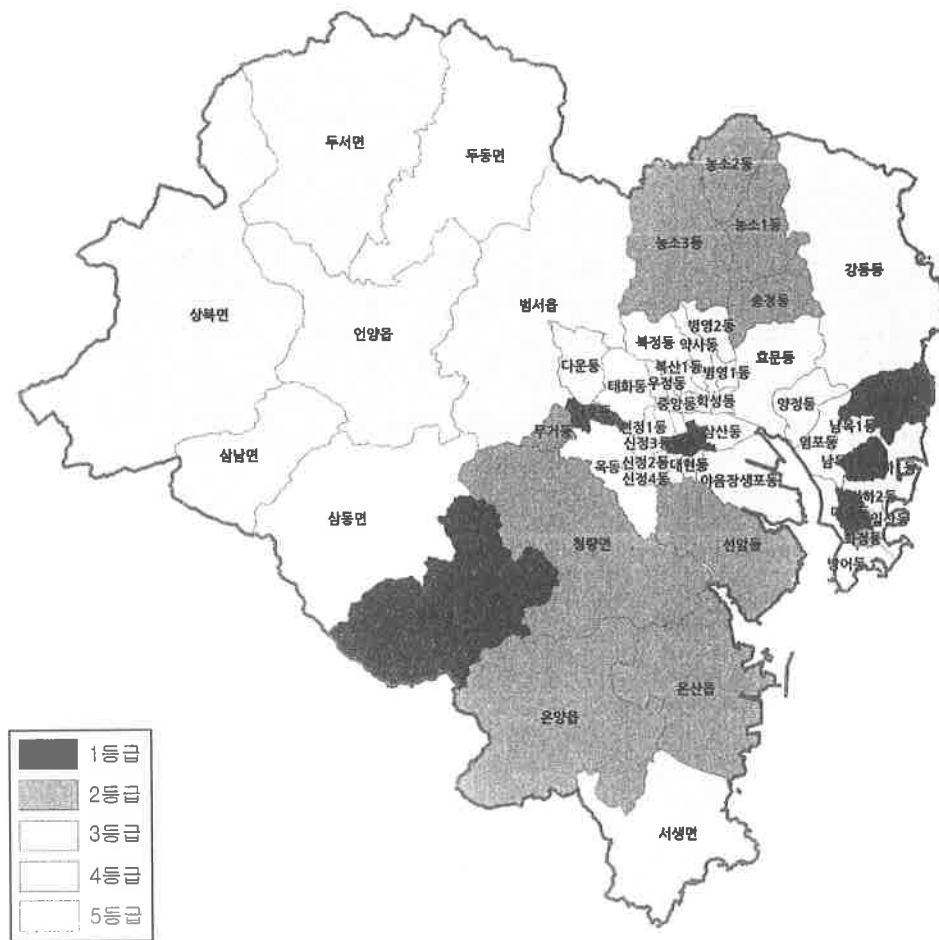 두서면
두동면
농소2동
농소1동
농소3동
강동동
송정동
상북면
언양읍
범서읍
병영2동
북정동
약사동
효문동
다운동
복산1동
병영1동
태화동
우정동
중앙동
학성동
양정동
남목1동
무거동
신정1동
삼산동
염포동
신정3동
삼남면
옥동
신정2동
대현동
신정4동
야음장생포동
삼동면
청량면
선암동
화정동
방어동
온산읍
온양읍
서생면
1등급
2등급
3등급
4등급
5등급